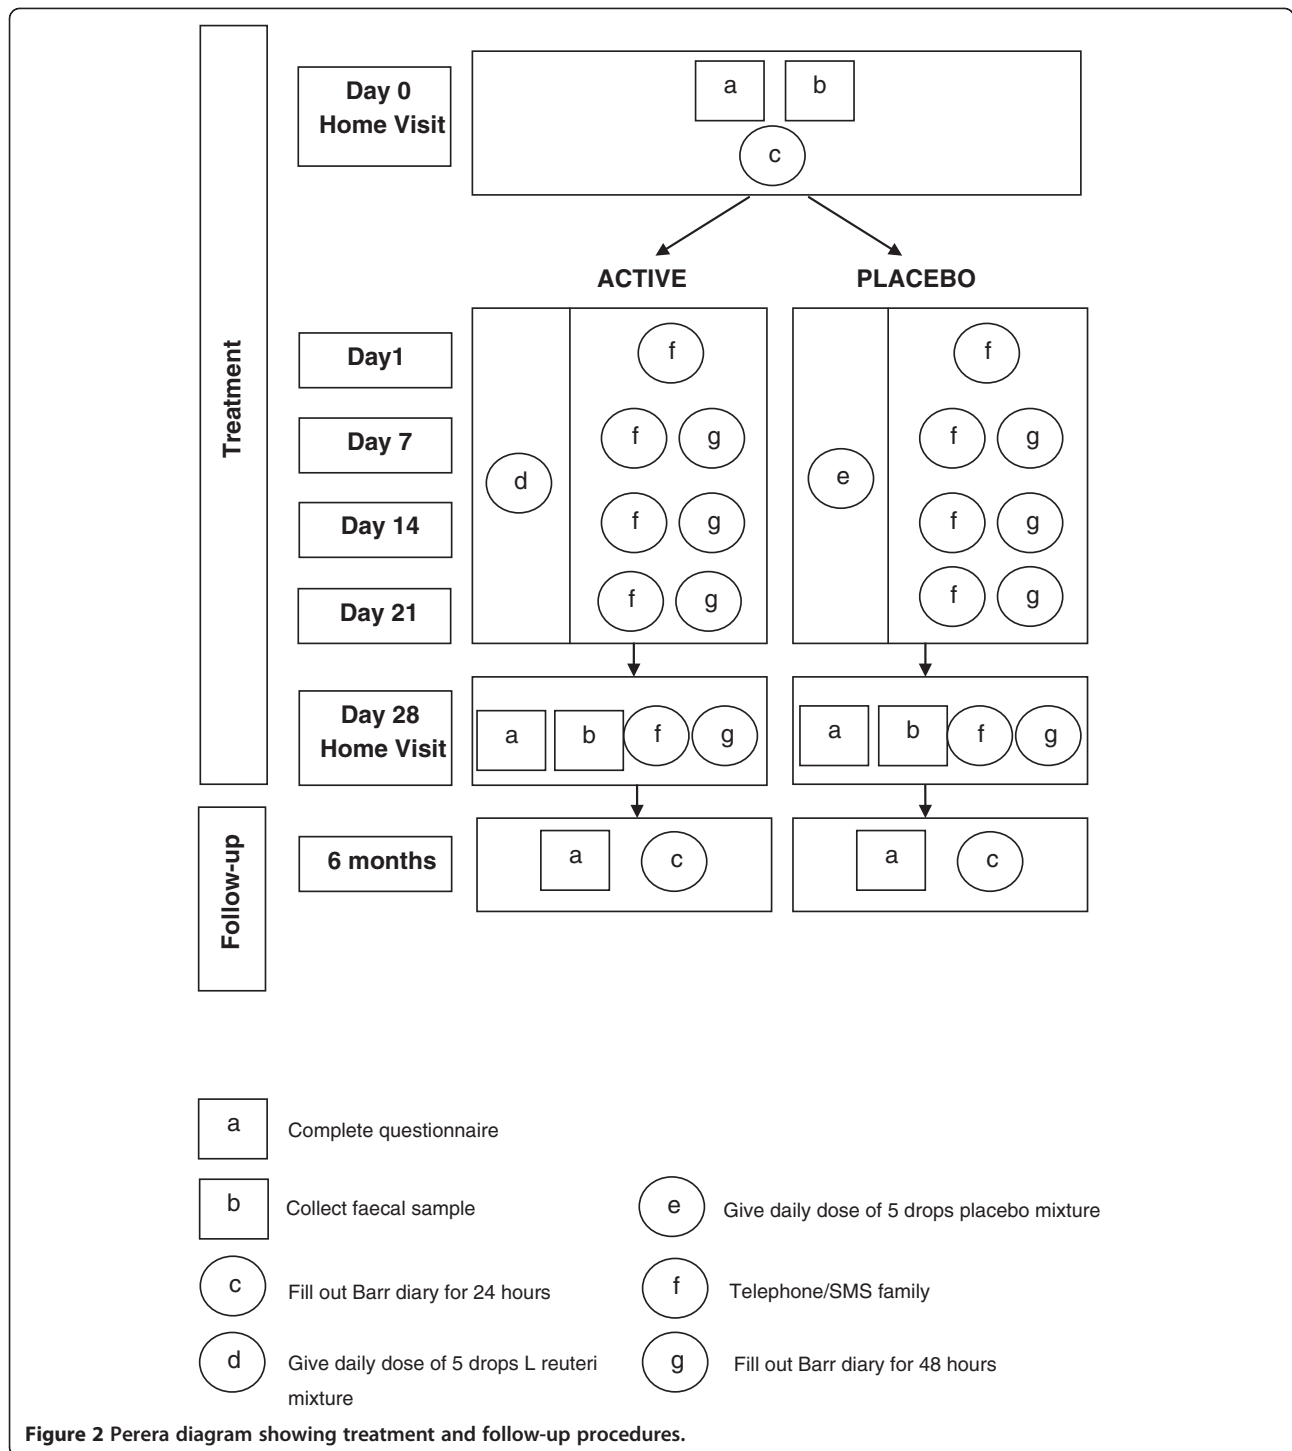 Treatment
Day 0
Home Visit
a b
c
ACTIVE PLACEBO
Day1
f f
Day 7
f g f g
d e
Day 14
f g f g
Day 21
f g f g
Day 28
Home Visit
a b f g a b f g
Follow-up
6 months
a c a c
a Complete questionnaire
b Collect faecal sample
e Give daily dose of 5 drops placebo mixture
c Fill out Barr diary for 24 hours
f Telephone/SMS family
d Give daily dose of 5 drops L reuteri
mixture
g Fill out Barr diary for 48 hours
Figure 2 Perera diagram showing treatment and follow-up procedures.